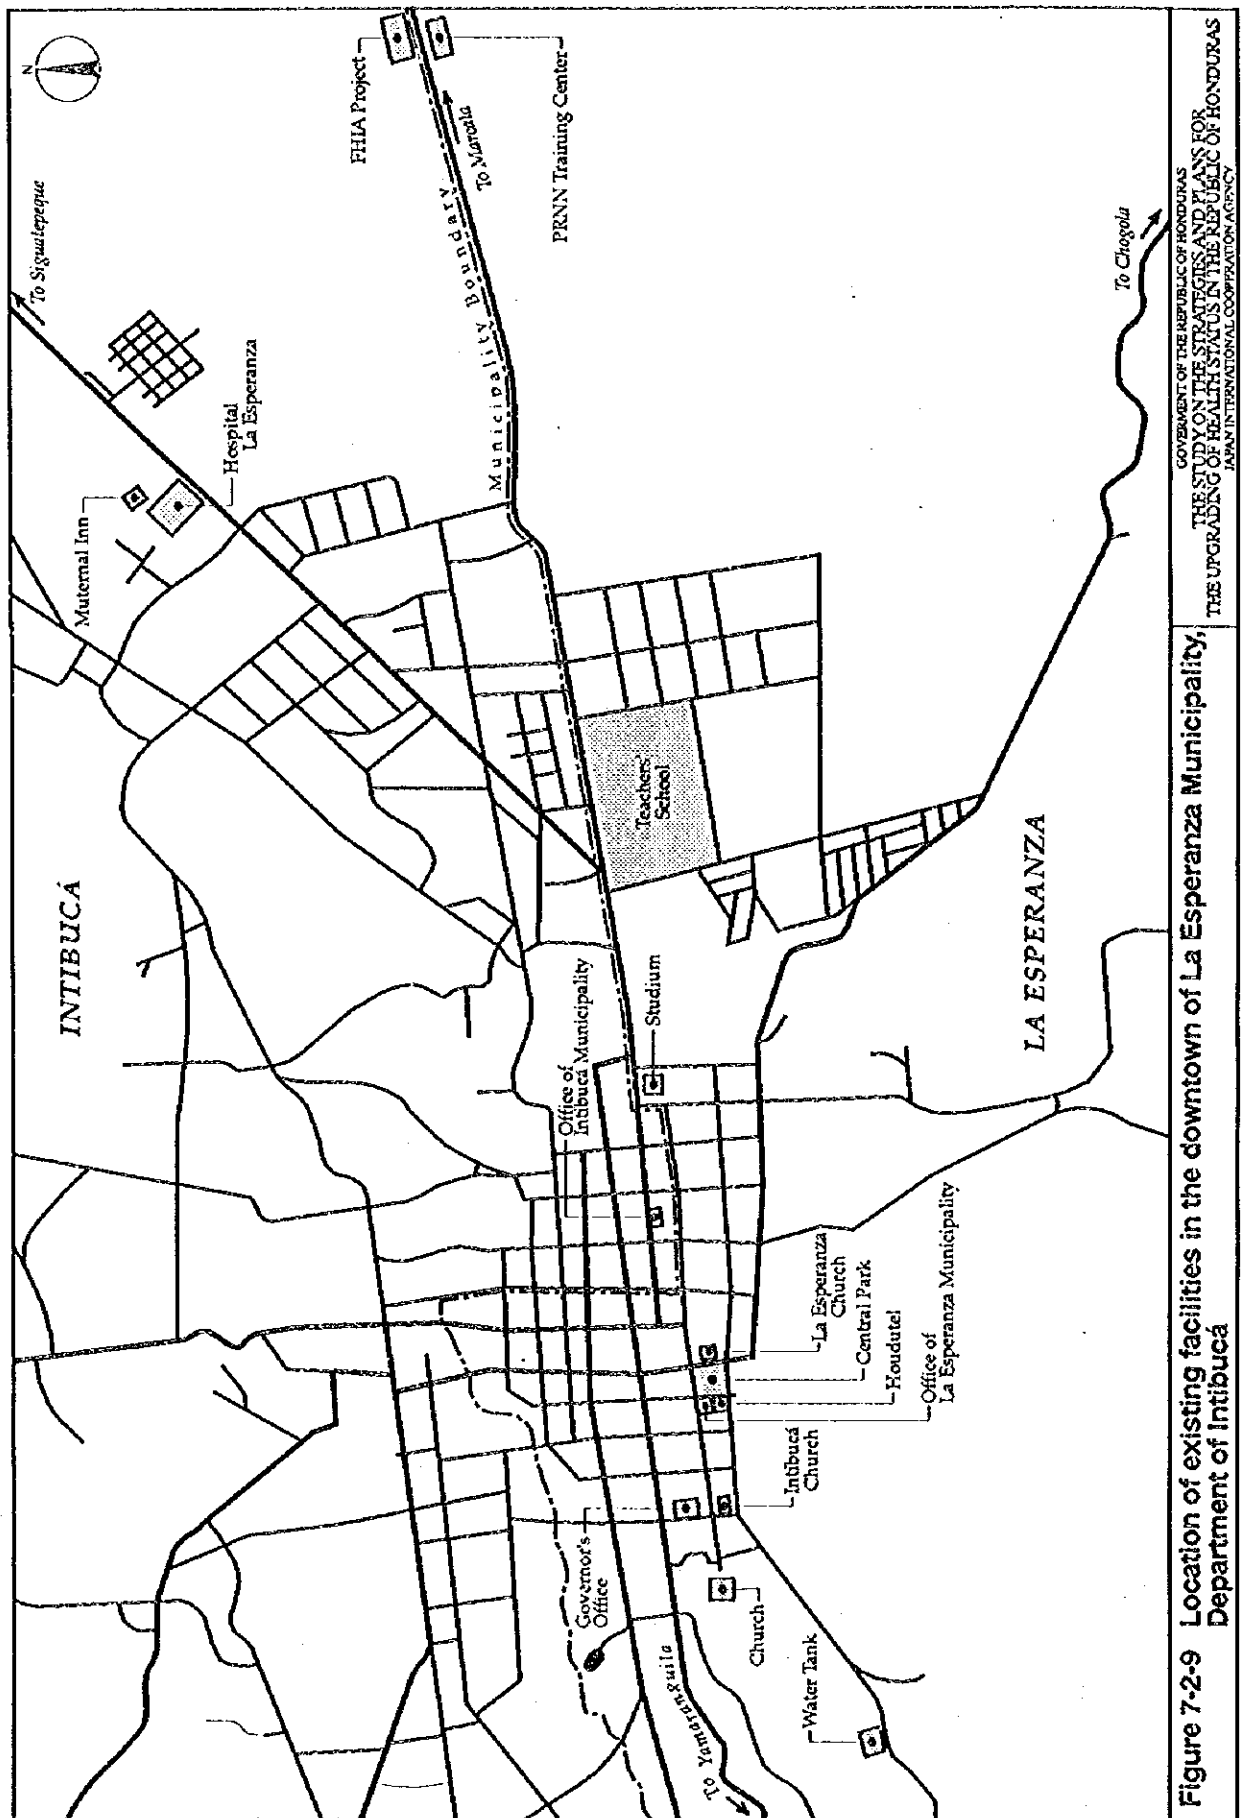 N
INTIBUCÁ
To Siguatepeque
Muternal Inn
Hospital
La Esperanza
FHIA Project
PRNN Training Center
To Marcala
Municipality Boundary
Teachers'
School
Studium
Office of
Intibucá Municipality
LA ESPERANZA
To Chogola
La Esperanza
Church
Central Park
Houdutel
Office of
La Esperanza Municipality
Intibucá
Church
Governor's
Office
Church
Water Tank
To Yamaranguila
Figure 7-2-9 Location of existing facilities in the downtown of La Esperanza Municipality,
Department of Intibucá
GOVERMENT OF THE REPUBLIC OF HONDURAS
THE STUDY ON THE STRATEGIES AND PLANS FOR
THE UPGRADING OF HEALTH STATUS IN THE REPUBLIC OF HONDURAS
JAPAN INTERNATIONAL COOPERATION AGENCY